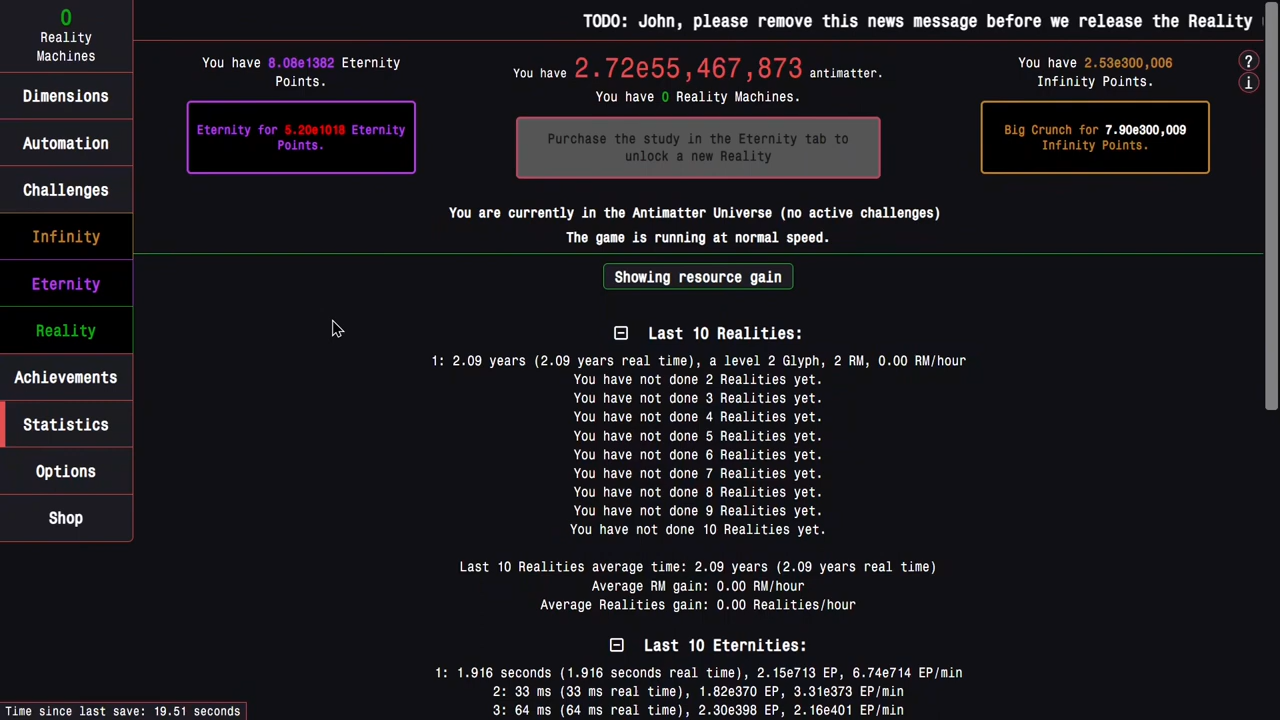 TODO: John, please remove this news message before we release the Reality
0
Reality
Machines
Dimensions
Automation
Challenges
Infinity
Eternity
Reality
Achievements
Statistics
Options
Shop
You have 8.08e1382 Eternity
Points.
Eternity for 5.20e1018 Eternity
Points.
You have 2.72e55,467,873 antimatter.
You have 0 Reality Machines.
Purchase the study in the Eternity tab to
unlock a new Reality
You have 2.53e300,006
Infinity Points.
Big Crunch for 7.90e300,009
Infinity Points.
?
i
You are currently in the Antimatter Universe (no active challenges)
The game is running at normal speed.
Showing resource gain
Last 10 Realities:
1: 2.09 years (2.09 years real time), a level 2 Glyph, 2 RM, 0.00 RM/hour
You have not done 2 Realities yet.
You have not done 3 Realities yet.
You have not done 4 Realities yet.
You have not done 5 Realities yet.
You have not done 6 Realities yet.
You have not done 7 Realities yet.
You have not done 8 Realities yet.
You have not done 9 Realities yet.
You have not done 10 Realities yet.
Last 10 Realities average time: 2.09 years (2.09 years real time)
Average RM gain: 0.00 RM/hour
Average Realities gain: 0.00 Realities/hour
Last 10 Eternities:
1: 1.916 seconds (1.916 seconds real time), 2.15e713 EP, 6.74e714 EP/min
2: 33 ms (33 ms real time), 1.82e370 EP, 3.31e373 EP/min
3: 64 ms (64 ms real time), 2.30e398 EP, 2.16e401 EP/min
Time since last save: 19.51 seconds